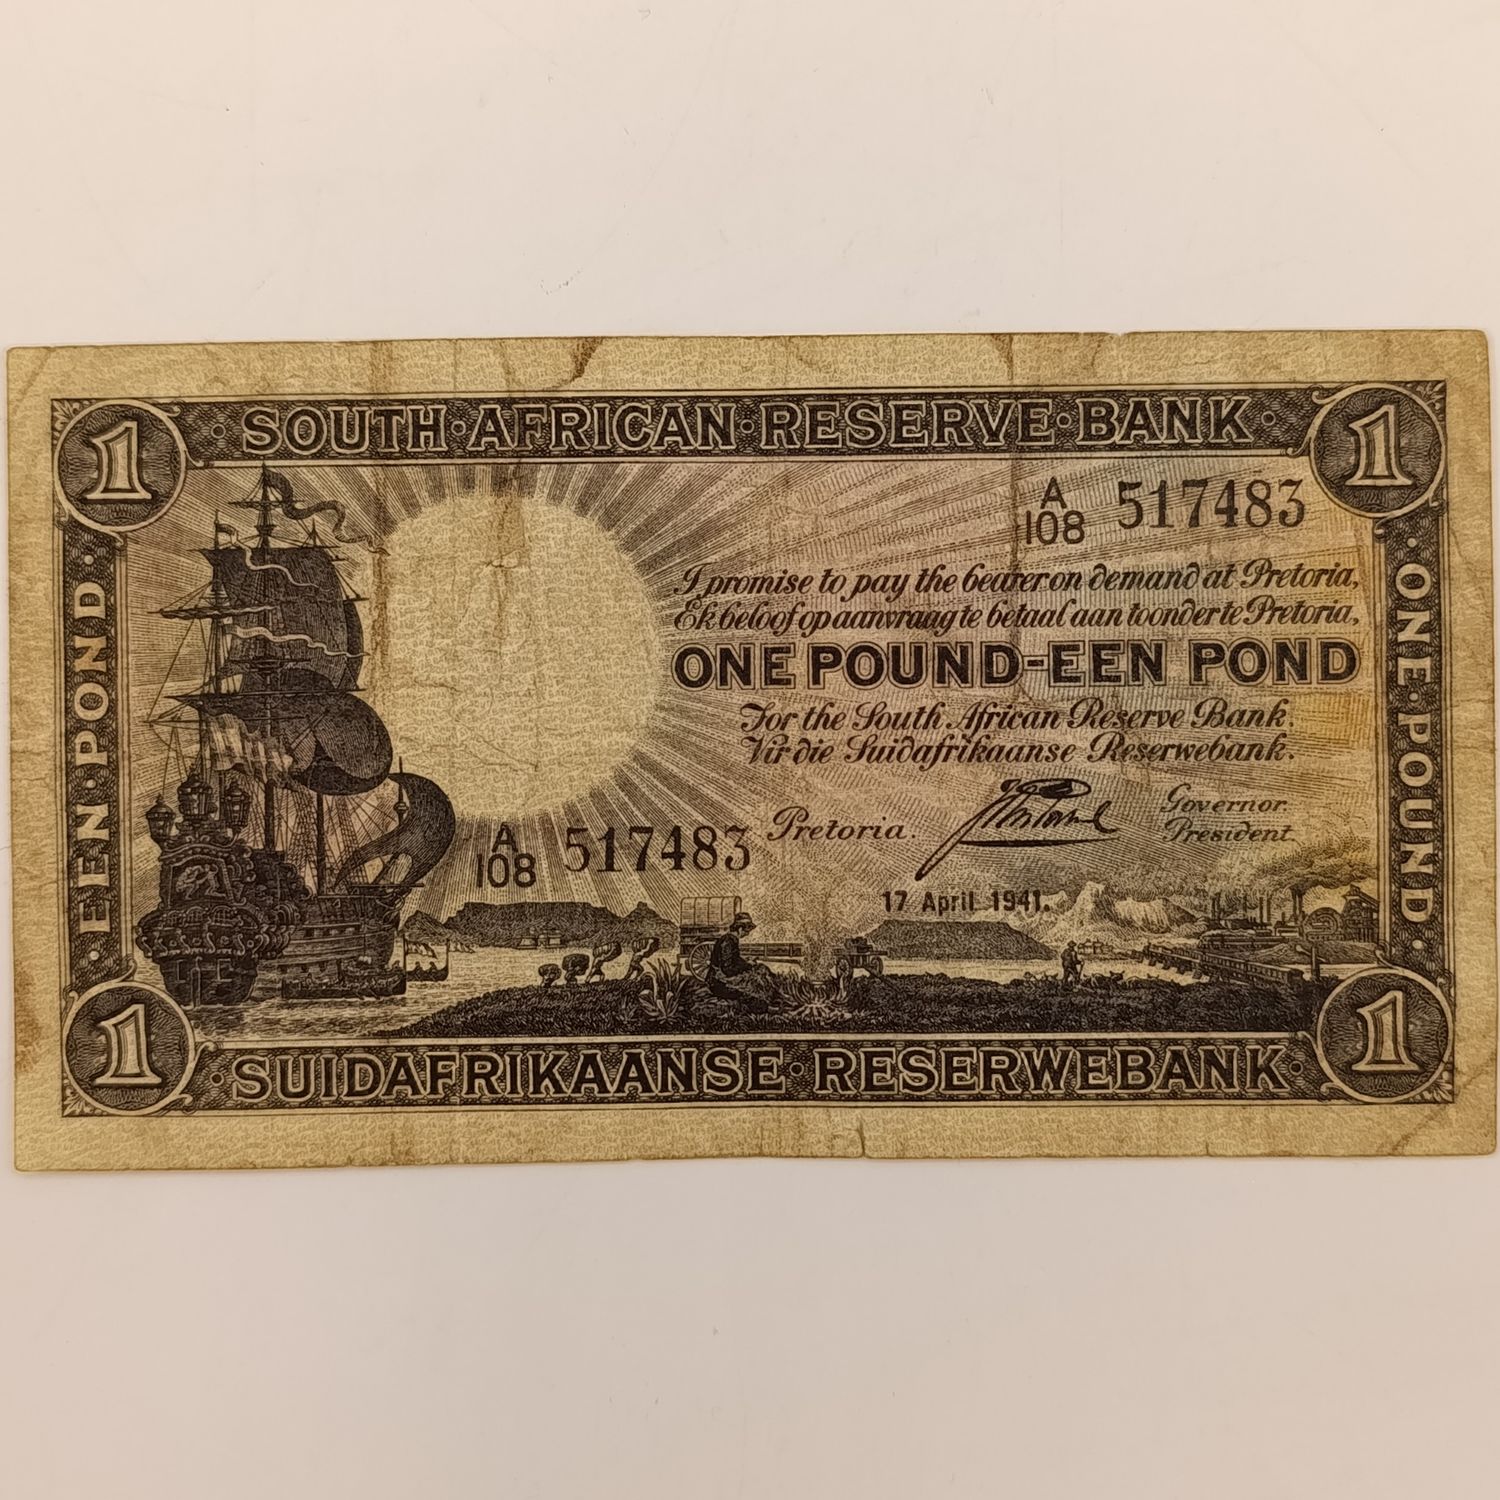 1 SOUTH·AFRICAN·RESERVE·BANK 1
A
108 517483
I promise to pay the bearer on demand at Pretoria,
Ek beloof op aanvraag te betaal aan toonder te Pretoria,
ONE POUND-EEN POND
For the South African Reserve Bank.
Vir die Suidafrikaanse Reserwebank.
Pretoria.
Governor.
President.
A
108 517483
17 April 1941.
EEN·POND
ONE·POUND
1 SUIDAFRIKAANSE·RESERWEBANK 1